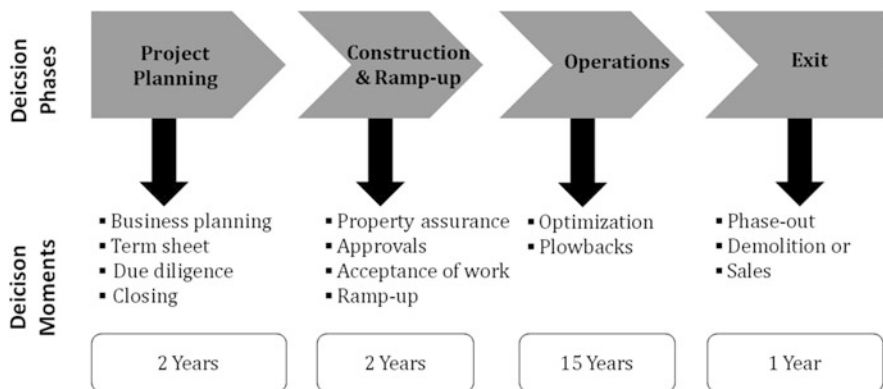 Deicsion
Phases
Project
Planning
Construction
& Ramp-up
Operations
Exit
Deicison
Moments
▪ Business planning
▪ Term sheet
▪ Due diligence
▪ Closing
▪ Property assurance
▪ Approvals
▪ Acceptance of work
▪ Ramp-up
▪ Optimization
▪ Plowbacks
▪ Phase-out
▪ Demolition or
▪ Sales
2 Years
2 Years
15 Years
1 Year